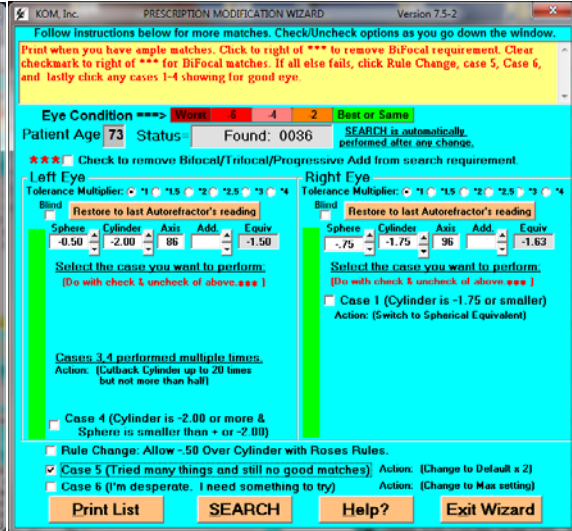 KOM, Inc. PRESCRIPTION MODIFICATION WIZARD Version 7.5-2 x
Follow instructions below for more matches. Check/Uncheck options as you go down the window.
Print when you have ample matches. Click to right of *** to remove BiFocal requirement. Clear
checkmark to right of *** for BiFocal matches. If all else fails, click Rule Change, case 5, Case 6,
and lastly click any cases 1-4 showing for good eye.
Eye Condition ===> Worst -6 -4 -2 Best or Same
Patient Age 73 Status= Found: 0036 SEARCH is automatically
performed after any change.
*** Check to remove Bifocal/Trifocal/Progressive Add from search requirement.
Left Eye Right Eye
Tolerance Multiplier: *1 *1.5 *2 *2.5 *3 *4 Tolerance Multiplier: *1 *1.5 *2 *2.5 *3 *4
Blind Restore to last Autorefractor's reading Blind Restore to last Autorefractor's reading
Sphere Cylinder Axis Add. Equiv Sphere Cylinder Axis Add. Equiv
-0.50 -2.00 86 -1.50 -.75 -1.75 96 -1.63
Select the case you want to perform: Select the case you want to perform:
(Do with check & uncheck of above.*** ) (Do with check & uncheck of above.*** )
Case 1 (Cylinder is -1.75 or smaller)
Action: (Switch to Spherical Equivalent)
Cases 3,4 performed multiple times.
Action: (Cutback Cylinder up to 20 times
but not more than half)
Case 4 (Cylinder is -2.00 or more &
Sphere is smaller than + or -2.00)
Rule Change: Allow -.50 Over Cylinder with Roses Rules.
Case 5 (Tried many things and still no good matches) Action: (Change to Default x 2)
Case 6 (I'm desperate. I need something to try) Action: (Change to Max setting)
Print List SEARCH Help? Exit Wizard